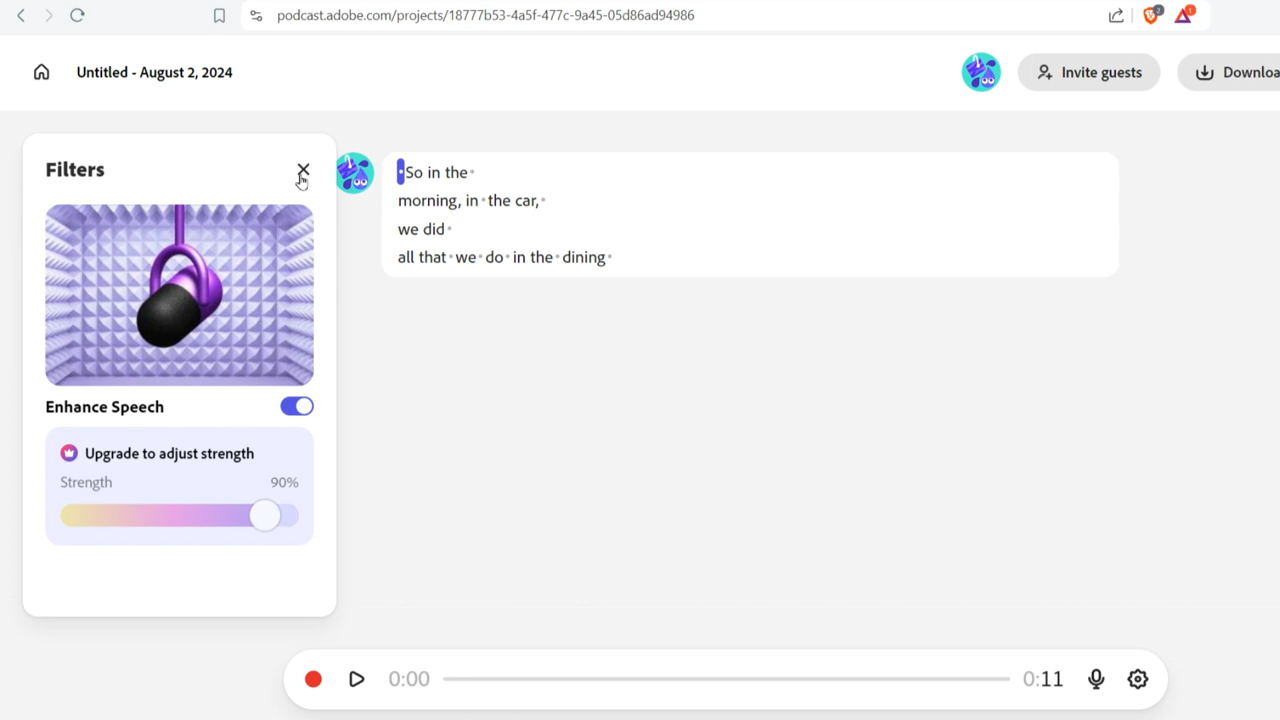 podcast.adobe.com/projects/18777b53-4a5f-477c-9a45-05d86ad94986
2
1
Untitled - August 2, 2024
Invite guests
Downloa
Filters
So in the
morning, in the car,
we did
all that we do in the dining
Enhance Speech
Upgrade to adjust strength
Strength 90%
0:00
0:11